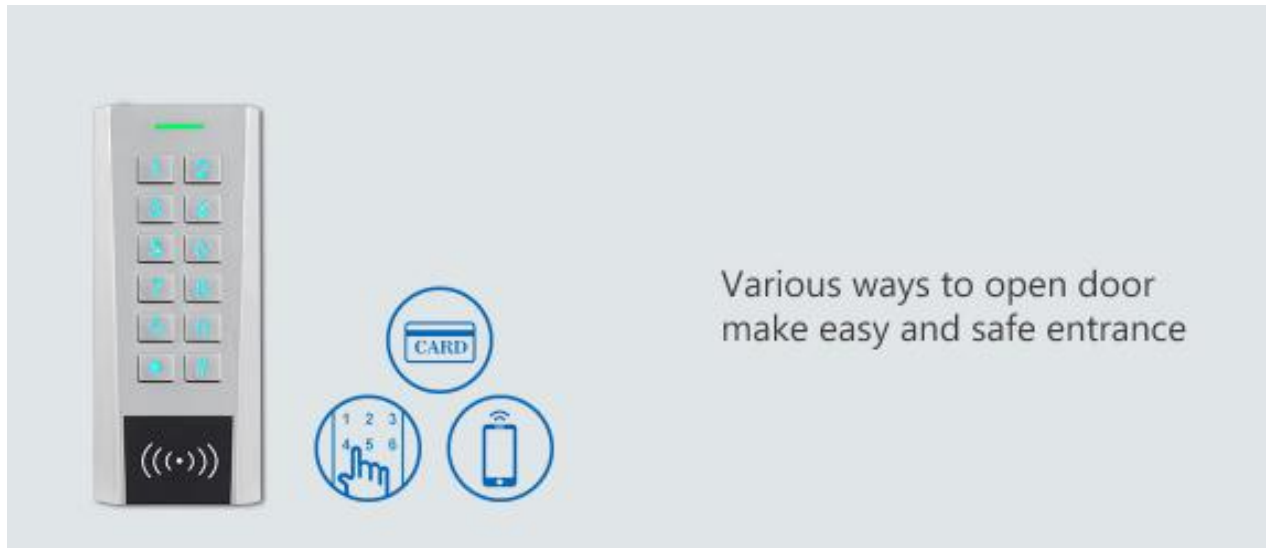 CARD
1 2 3
4 5 6
Various ways to open door
make easy and safe entrance